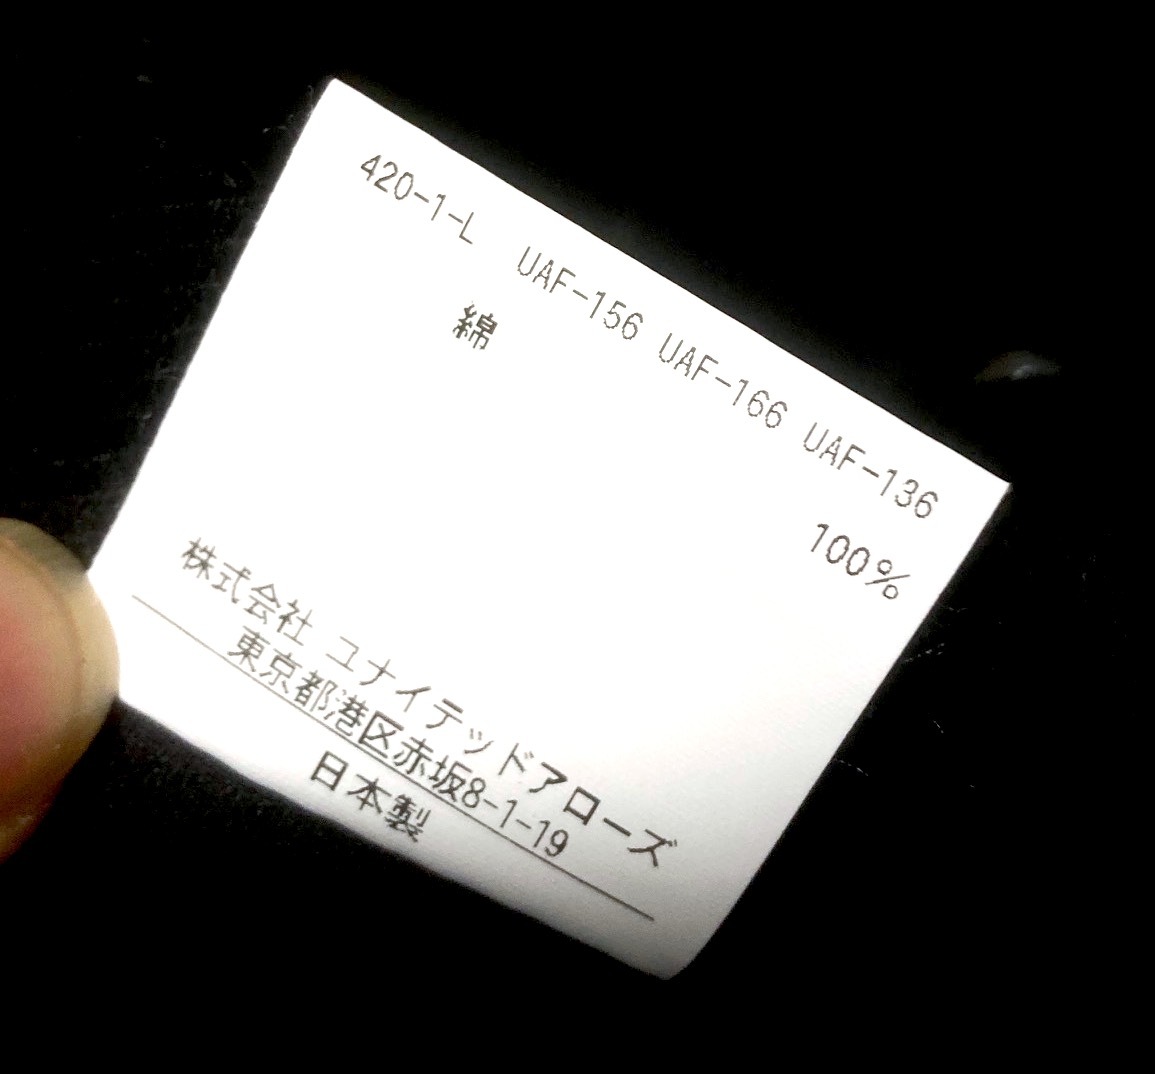 420-1-L UAF-156 UAF-166 UAF-136
綿 100%
株式会社 ユナイテッドアローズ
東京都港区赤坂8-1-19
日本製